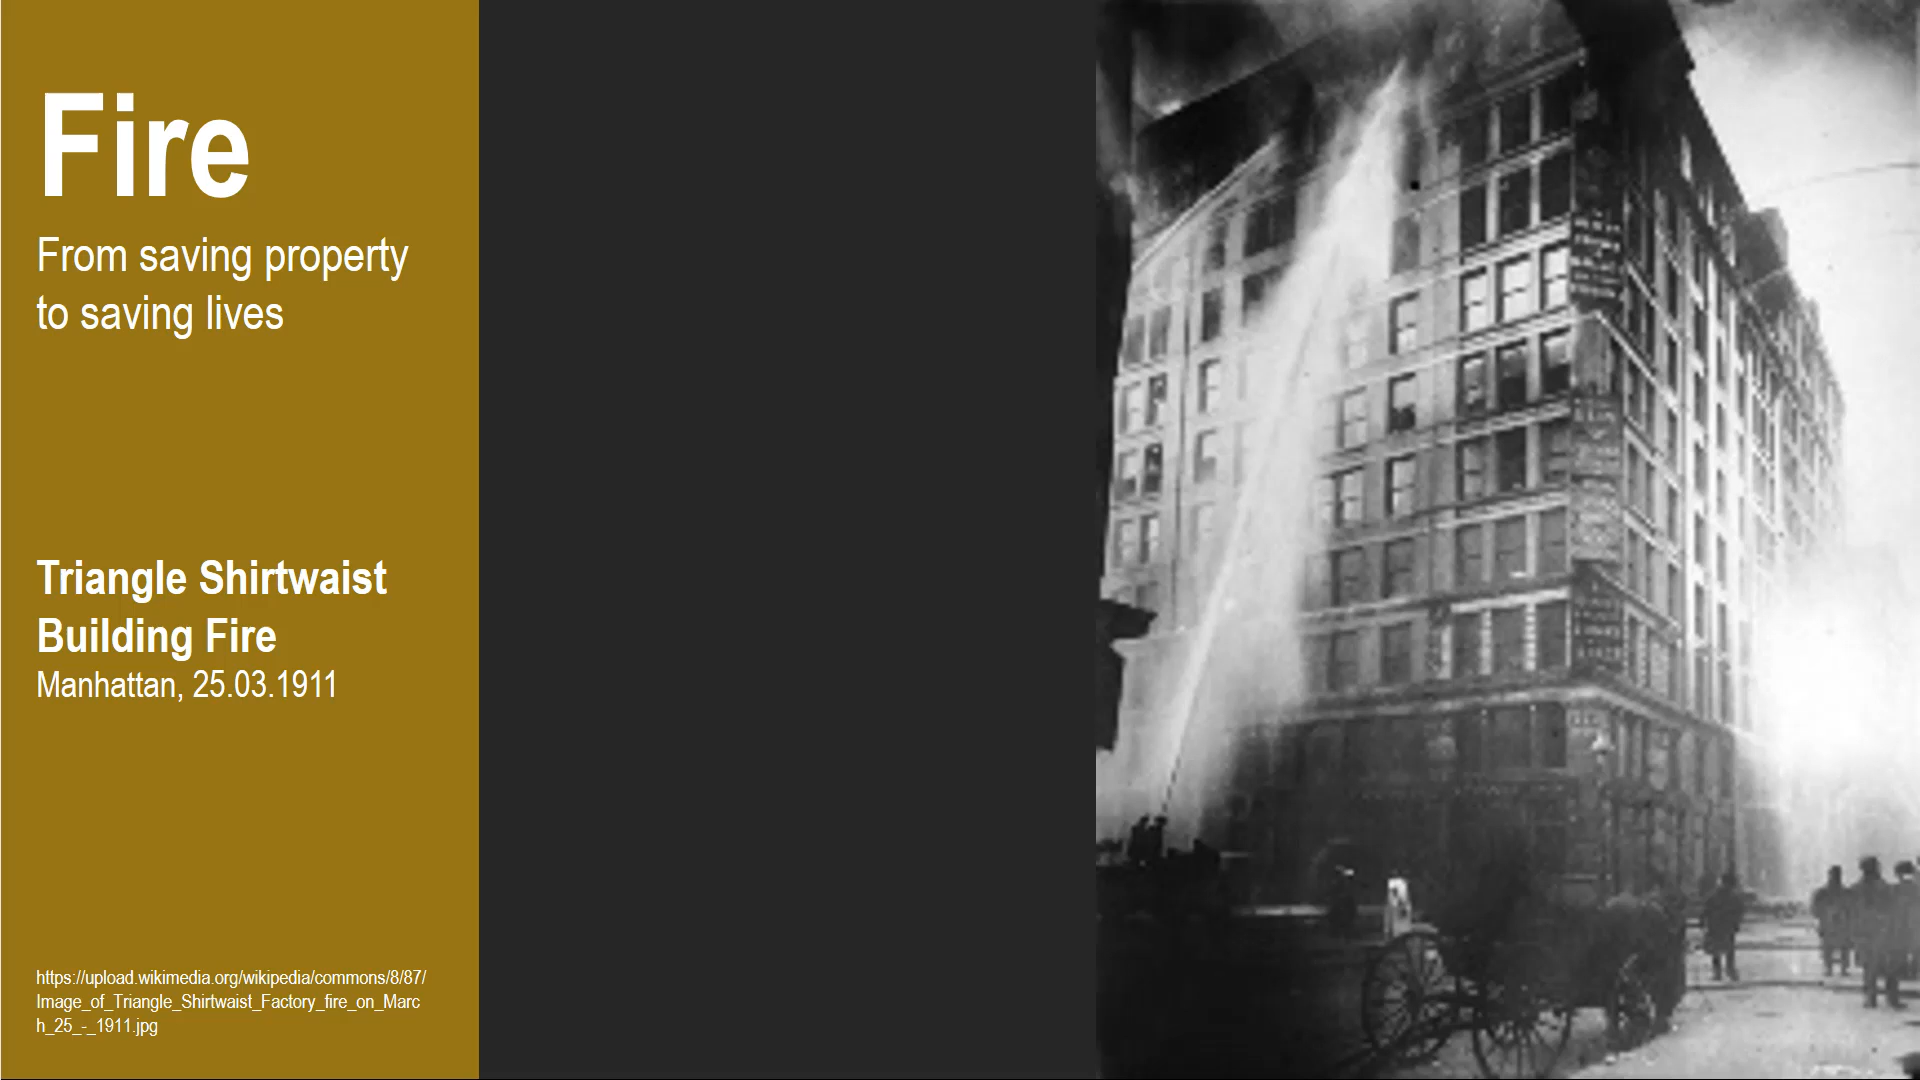 Fire
From saving property
to saving lives
Triangle Shirtwaist
Building Fire
Manhattan, 25.03.1911
https://upload.wikimedia.org/wikipedia/commons/8/87/
Image_of_Triangle_Shirtwaist_Factory_fire_on_Marc
h_25_-_1911.jpg